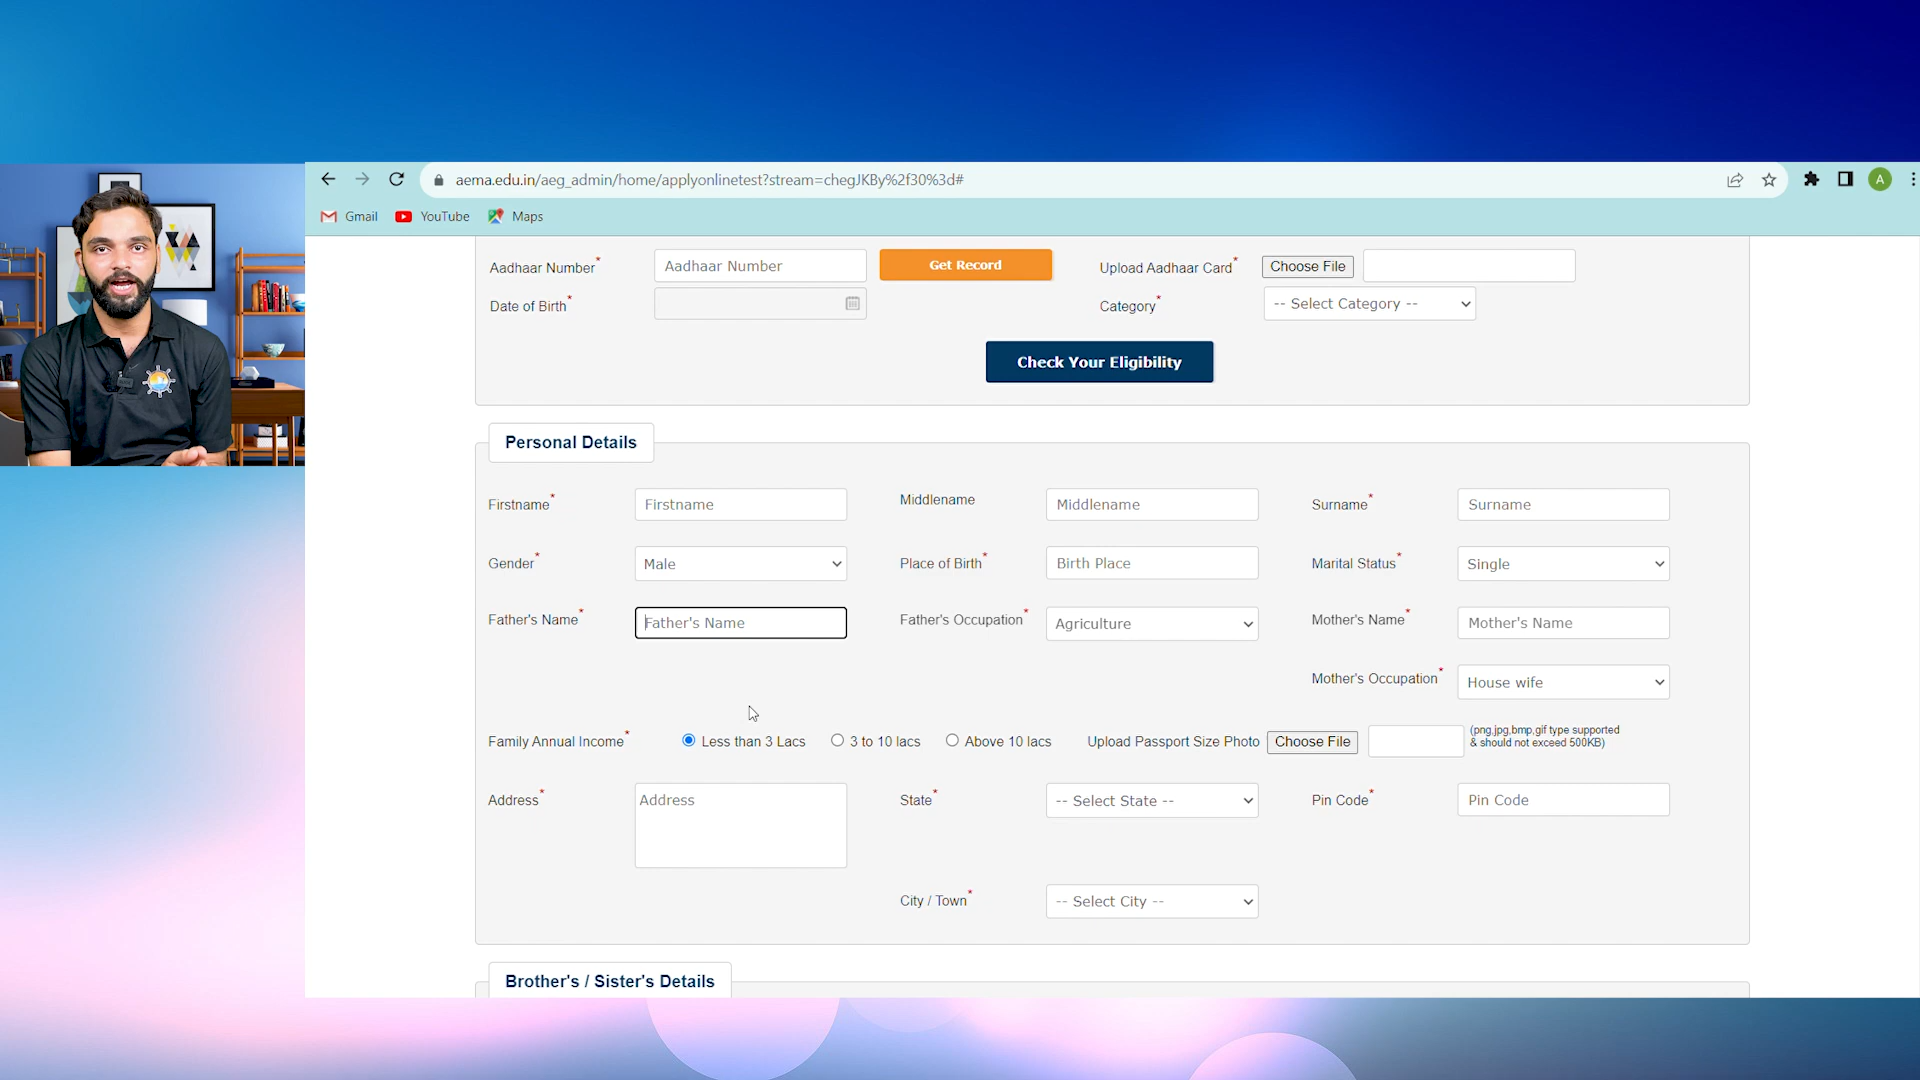 aema.edu.in/aeg_admin/home/applyonlinetest?stream=chegJKBy%2f30%3d#
A
Gmail YouTube Maps
Aadhaar Number* Aadhaar Number Get Record Upload Aadhaar Card* Choose File
Date of Birth* Category* -- Select Category --
Check Your Eligibility
Personal Details
Firstname* Firstname Middlename Middlename Surname* Surname
Gender* Male Place of Birth* Birth Place Marital Status* Single
Father's Name* Father's Name Father's Occupation* Agriculture Mother's Name* Mother's Name
Mother's Occupation* House wife
Family Annual Income* Less than 3 Lacs 3 to 10 lacs Above 10 lacs Upload Passport Size Photo Choose File (png,jpg,bmp,gif type supported
& should not exceed 500KB)
Address* Address State* -- Select State -- Pin Code* Pin Code
City / Town* -- Select City --
Brother's / Sister's Details